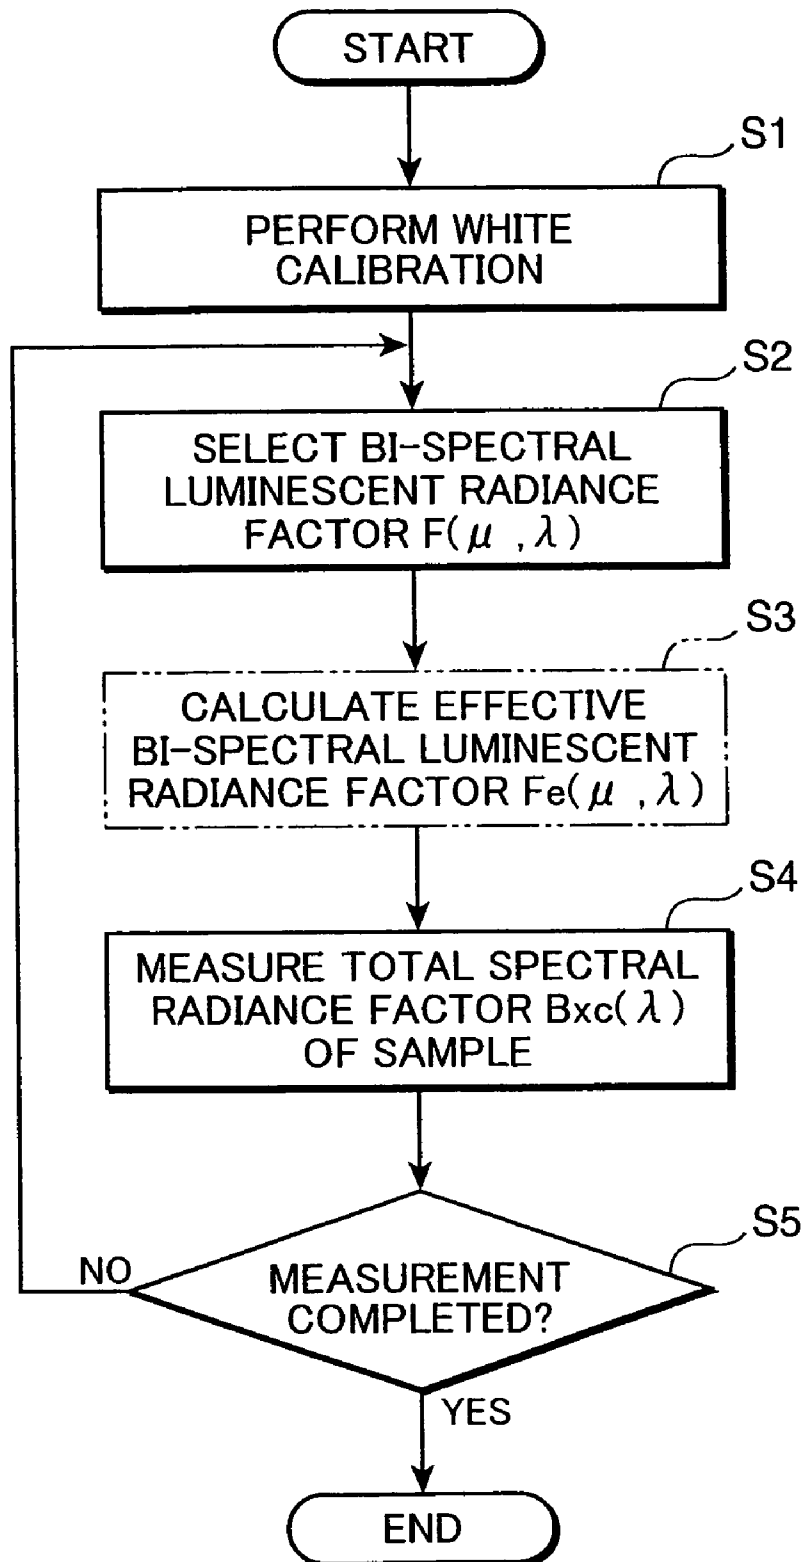 START
S1
PERFORM WHITE
CALIBRATION
S2
SELECT BI-SPECTRAL
LUMINESCENT RADIANCE
FACTOR F(μ ,λ)
S3
CALCULATE EFFECTIVE
BI-SPECTRAL LUMINESCENT
RADIANCE FACTOR Fe(μ ,λ)
S4
MEASURE TOTAL SPECTRAL
RADIANCE FACTOR Bxc(λ)
OF SAMPLE
S5
NO
MEASUREMENT
COMPLETED?
YES
END